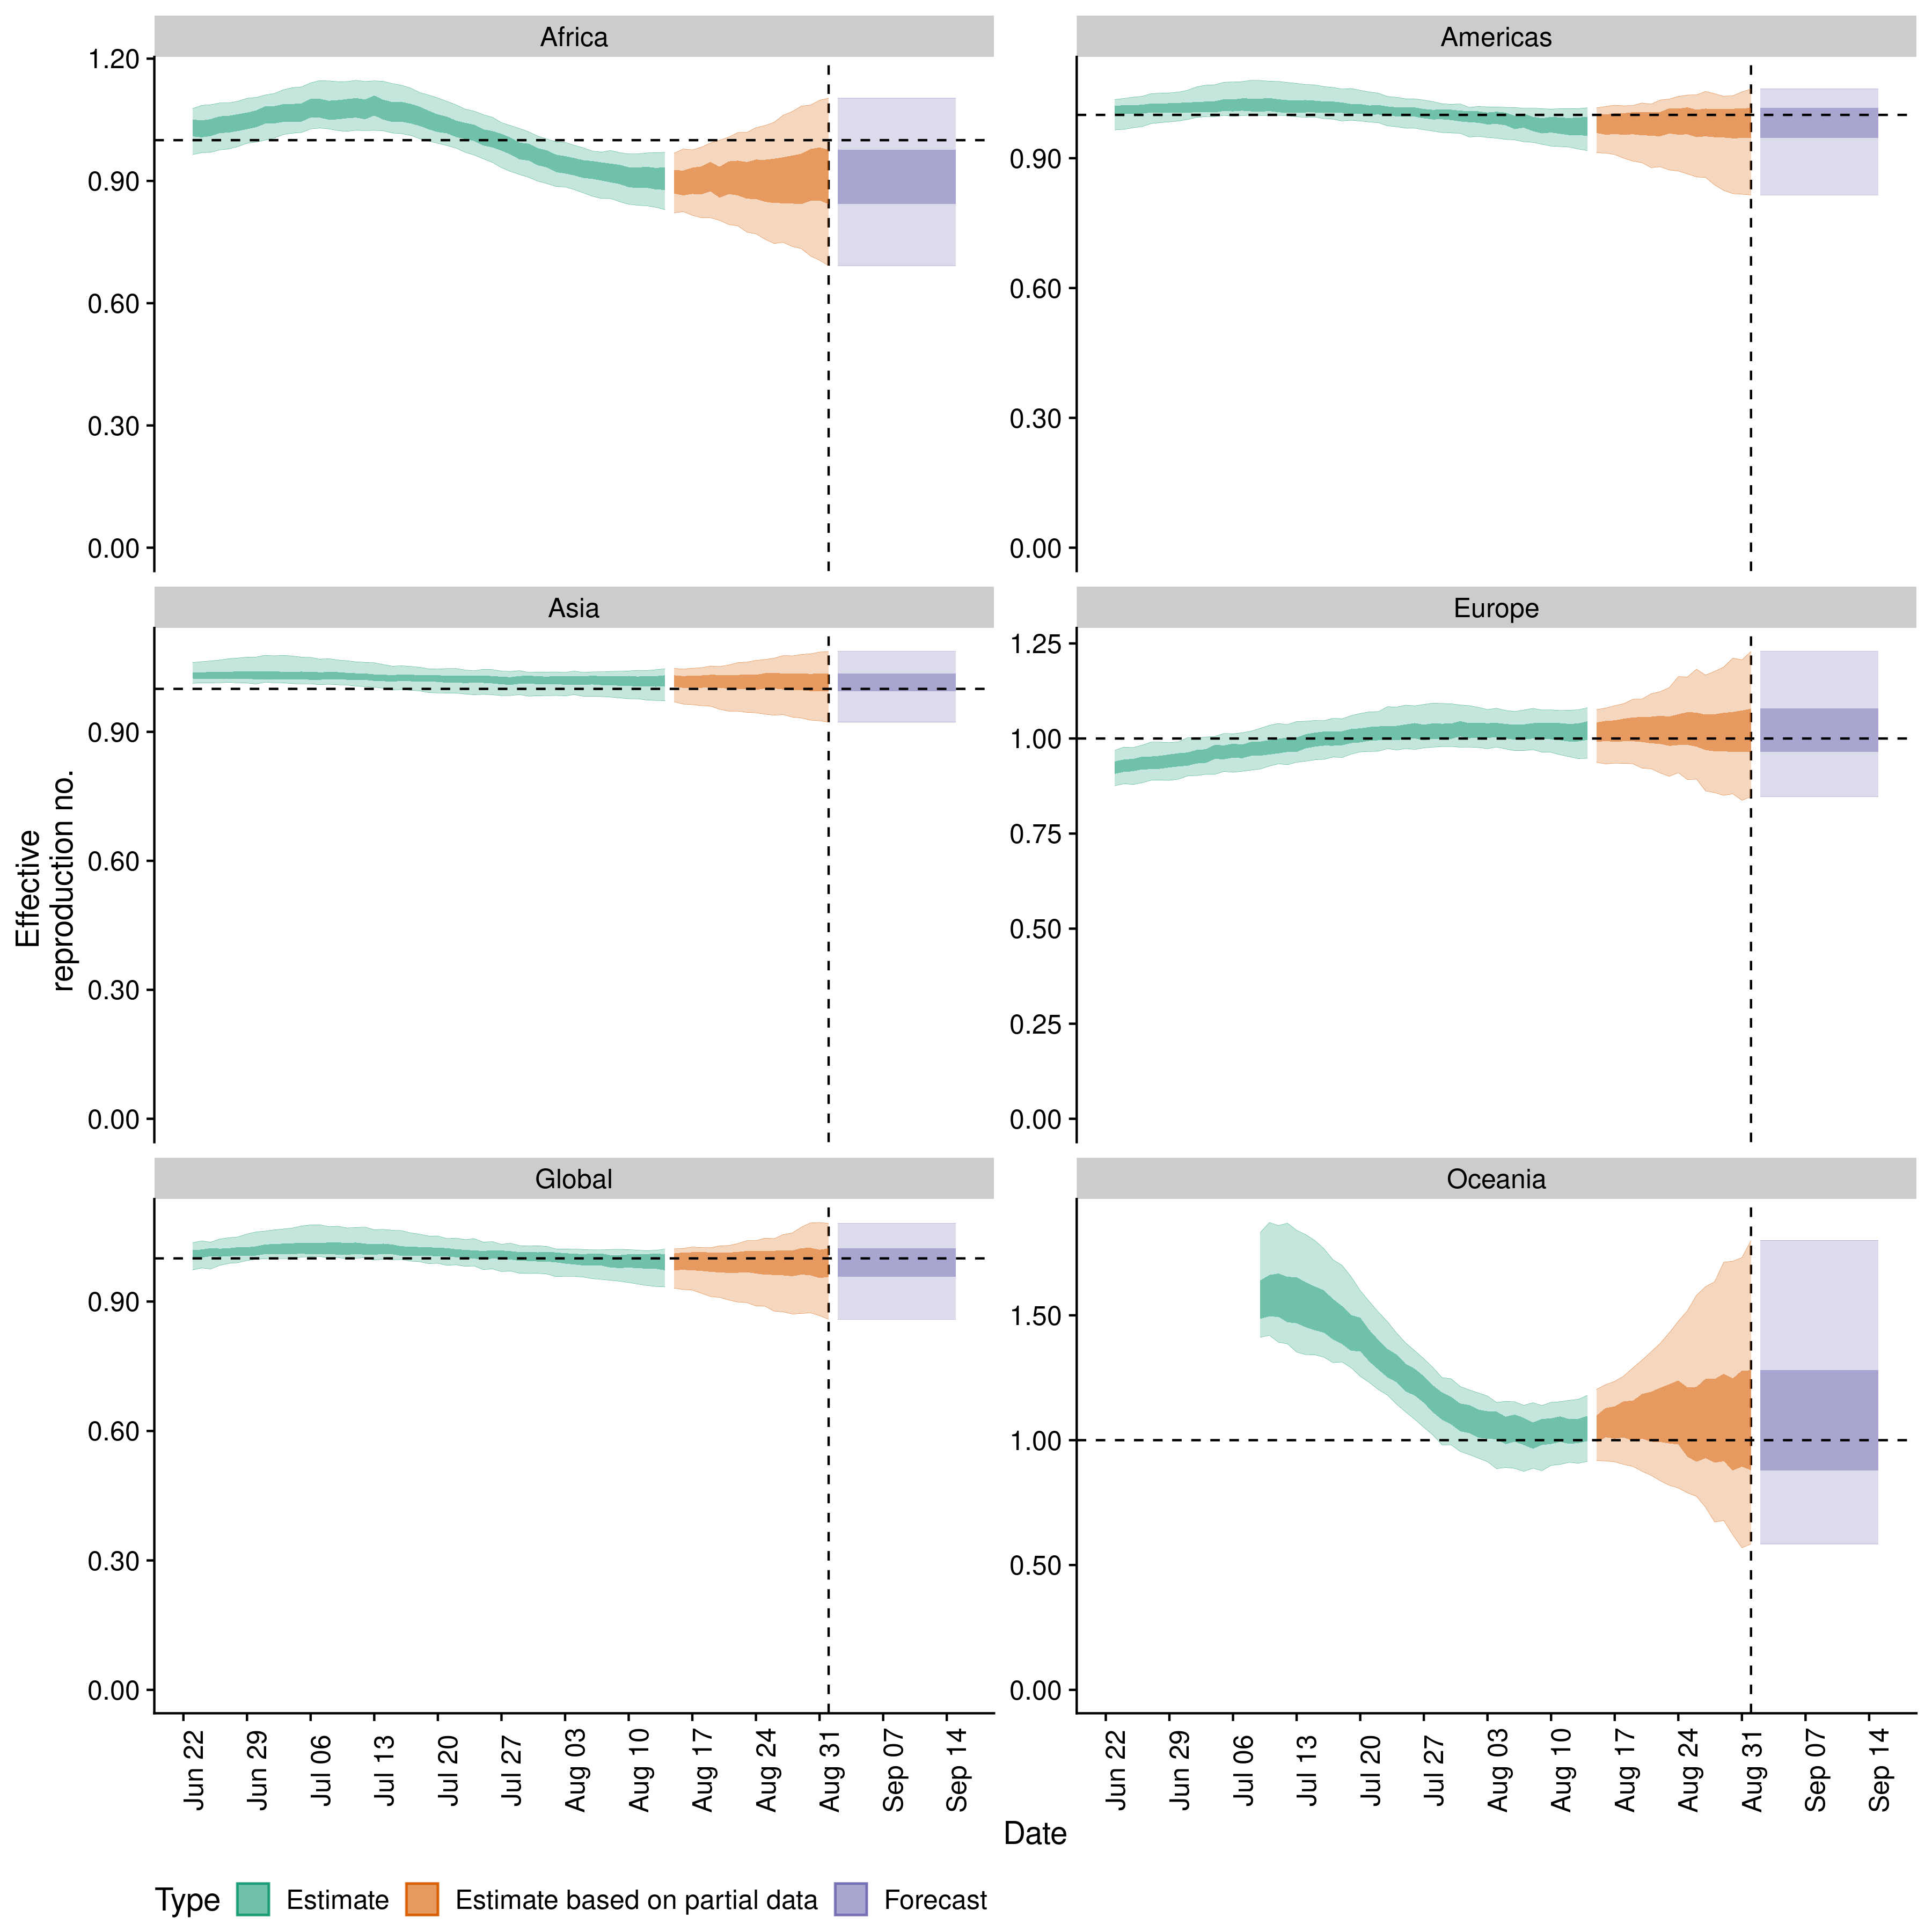 Africa
Americas
1.20
0.90
0.60
0.30
0.00
0.90
0.60
0.30
0.00
Asia
Europe
0.90
0.60
0.30
0.00
1.25
1.00
0.75
0.50
0.25
0.00
Effective
reproduction no.
Global
Oceania
0.90
0.60
0.30
0.00
1.50
1.00
0.50
0.00
Jun 22
Jun 29
Jul 06
Jul 13
Jul 20
Jul 27
Aug 03
Aug 10
Aug 17
Aug 24
Aug 31
Sep 07
Sep 14
Jun 22
Jun 29
Jul 06
Jul 13
Jul 20
Jul 27
Aug 03
Aug 10
Aug 17
Aug 24
Aug 31
Sep 07
Sep 14
Date
Type Estimate Estimate based on partial data Forecast